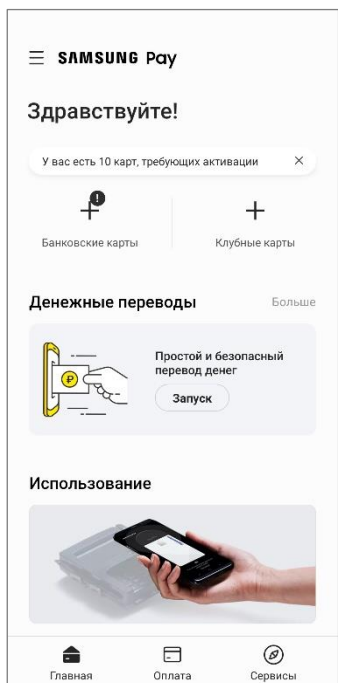 SAMSUNG Pay
Здравствуйте!
У вас есть 10 карт, требующих активации
Банковские карты
Клубные карты
Денежные переводы
Больше
Простой и безопасный
перевод денег
Запуск
Использование
Главная
Оплата
Сервисы